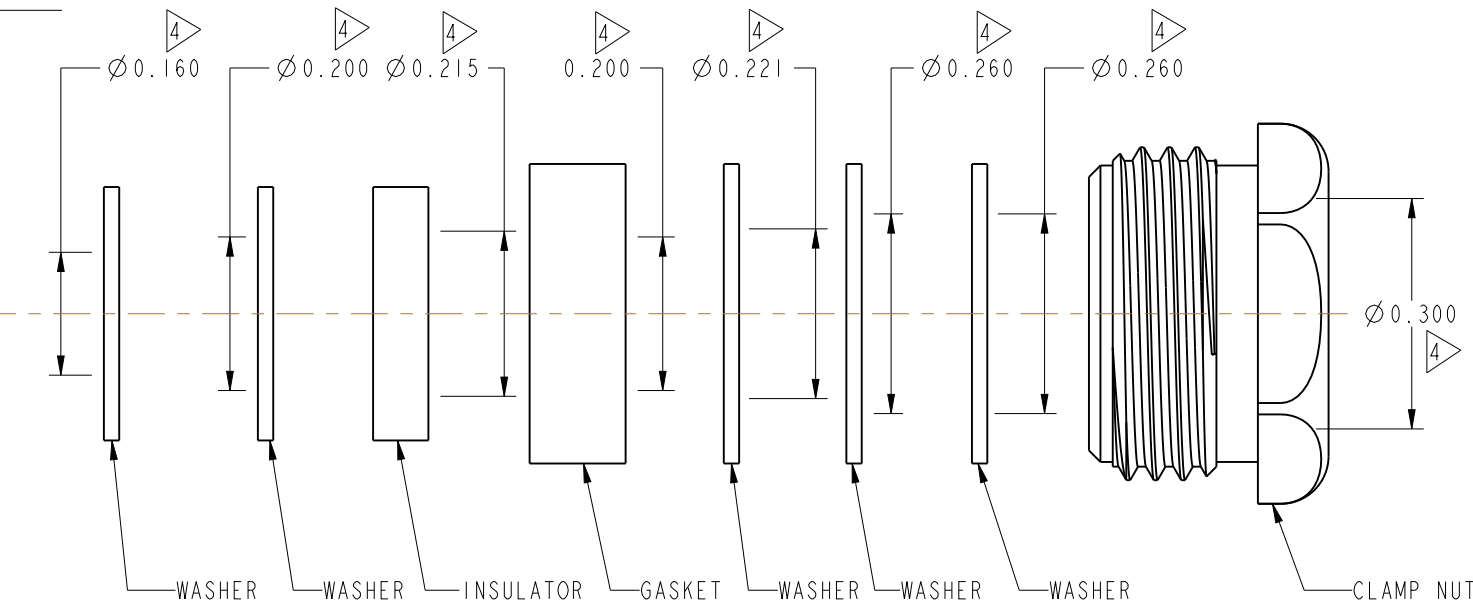 4 4 4 4 4 4 4
Ø0.160 Ø0.200 Ø0.215 0.200 Ø0.221 Ø0.260 Ø0.260
Ø0.300
4
WASHER WASHER INSULATOR GASKET WASHER WASHER WASHER CLAMP NUT